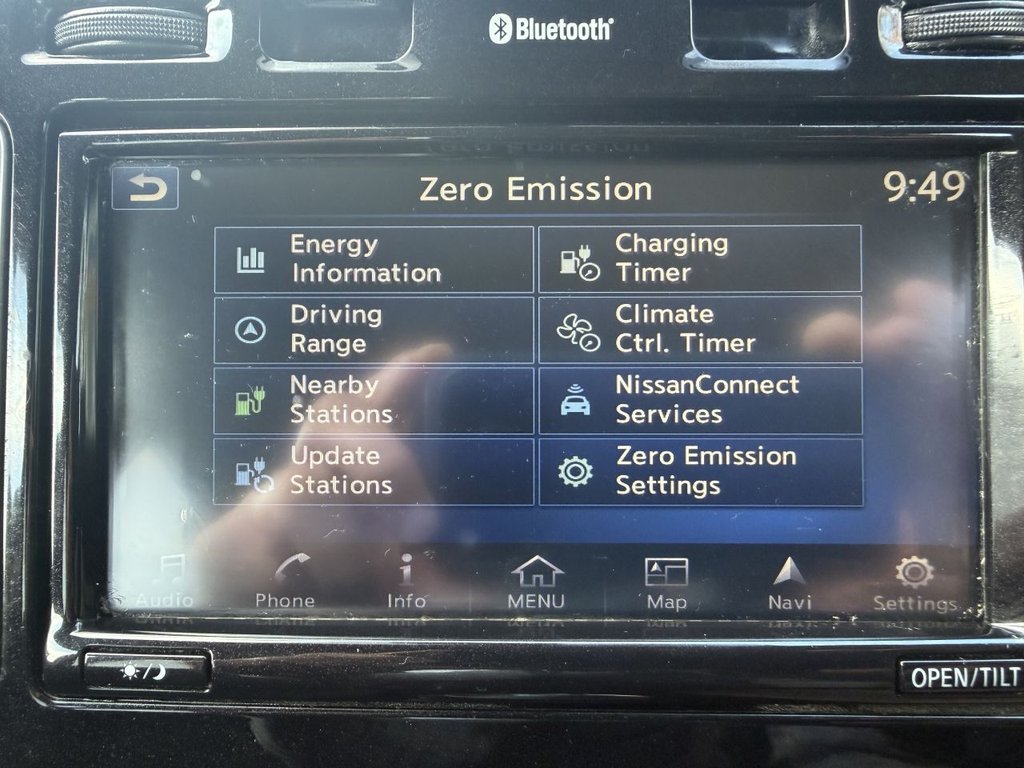 Bluetooth®
Zero Emission
9:49
Energy
Information
Charging
Timer
Driving
Range
Climate
Ctrl. Timer
Nearby
Stations
NissanConnect
Services
Update
Stations
Zero Emission
Settings
Audio
Phone
Info
MENU
Map
Navi
Settings
OPEN/TILT